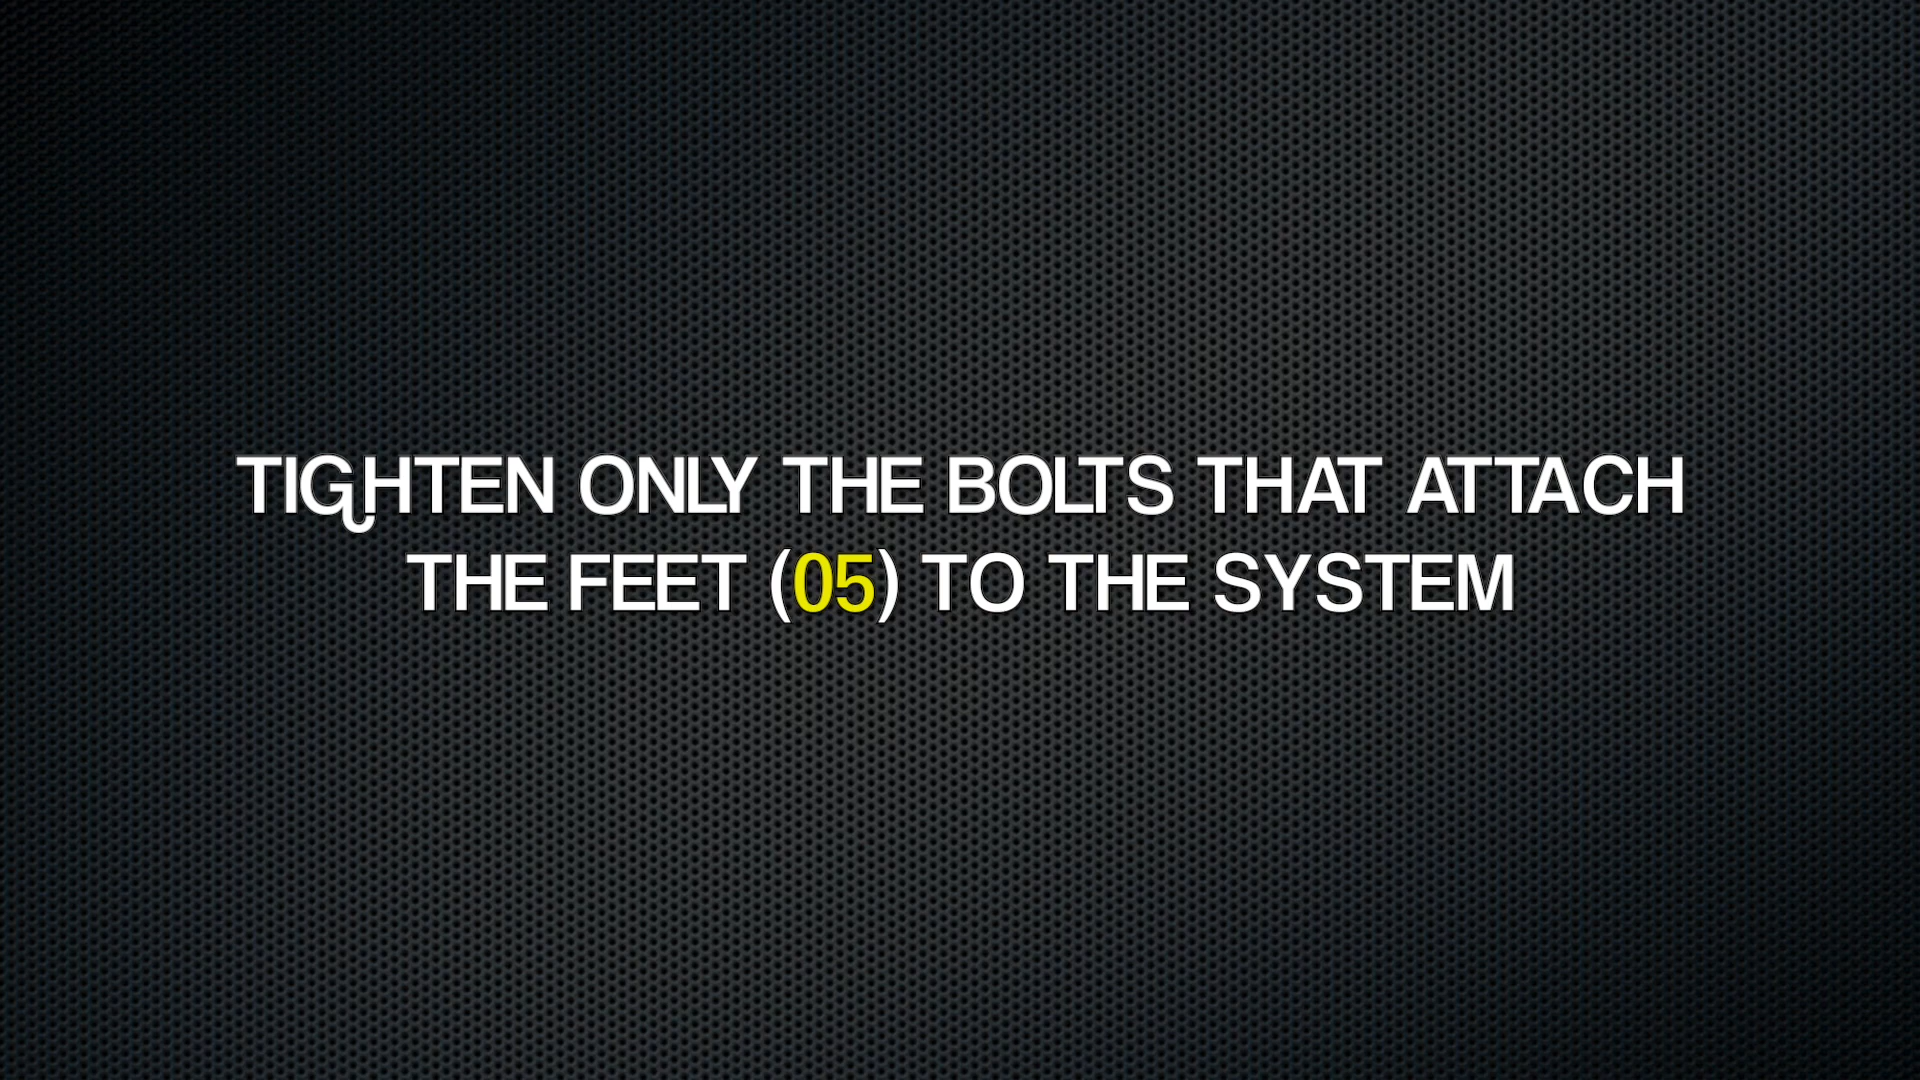 TIGHTEN ONLY THE BOLTS THAT ATTACH
THE FEET (05) TO THE SYSTEM